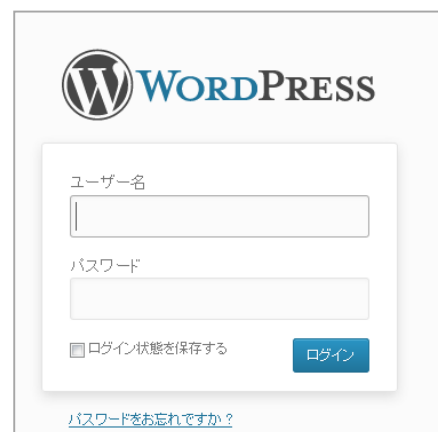 WORDPRESS
ユーザー名
パスワード
ログイン状態を保存する
ログイン
パスワードをお忘れですか ?